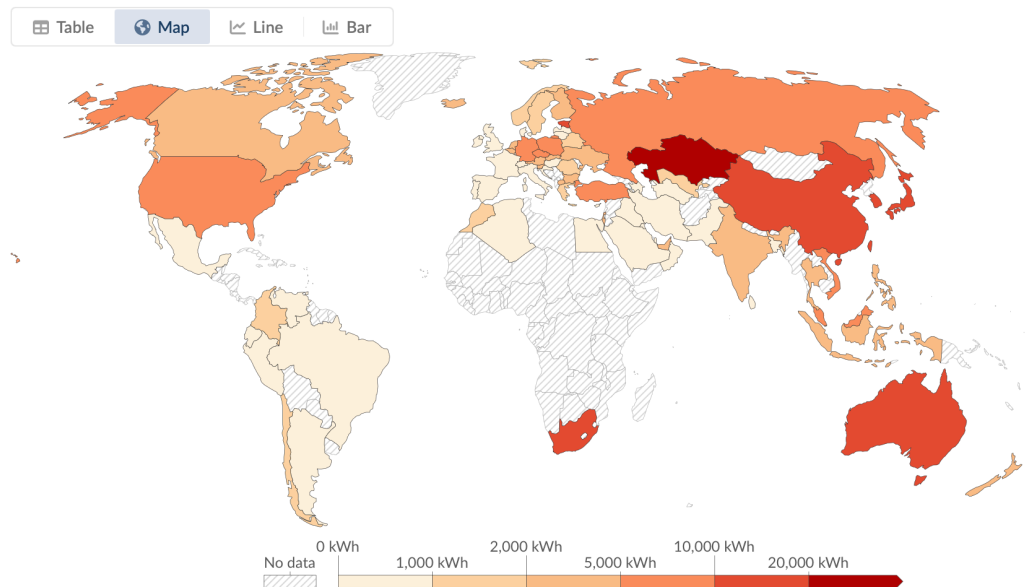 Table Map Line Bar
0 kWh 2,000 kWh 10,000 kWh
No data 1,000 kWh 5,000 kWh 20,000 kWh